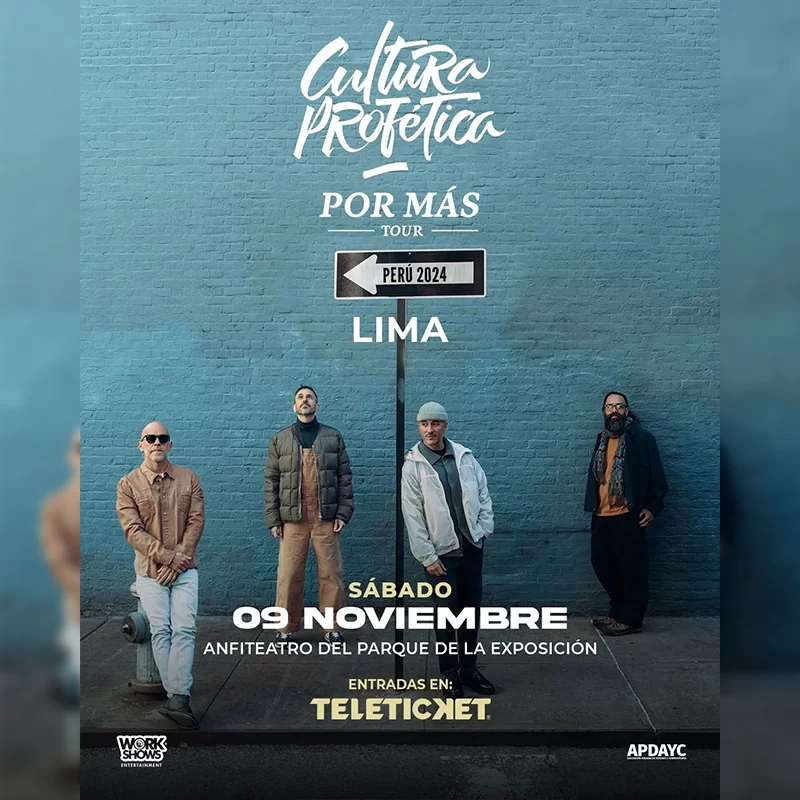 Cultura
Profética
POR MÁS
TOUR
PERÚ 2024
LIMA
SÁBADO
09 NOVIEMBRE
ANFITEATRO DEL PARQUE DE LA EXPOSICIÓN
ENTRADAS EN:
TELETICKET
WORK
SHOWS
ENTERTAINMENT
APDAYC